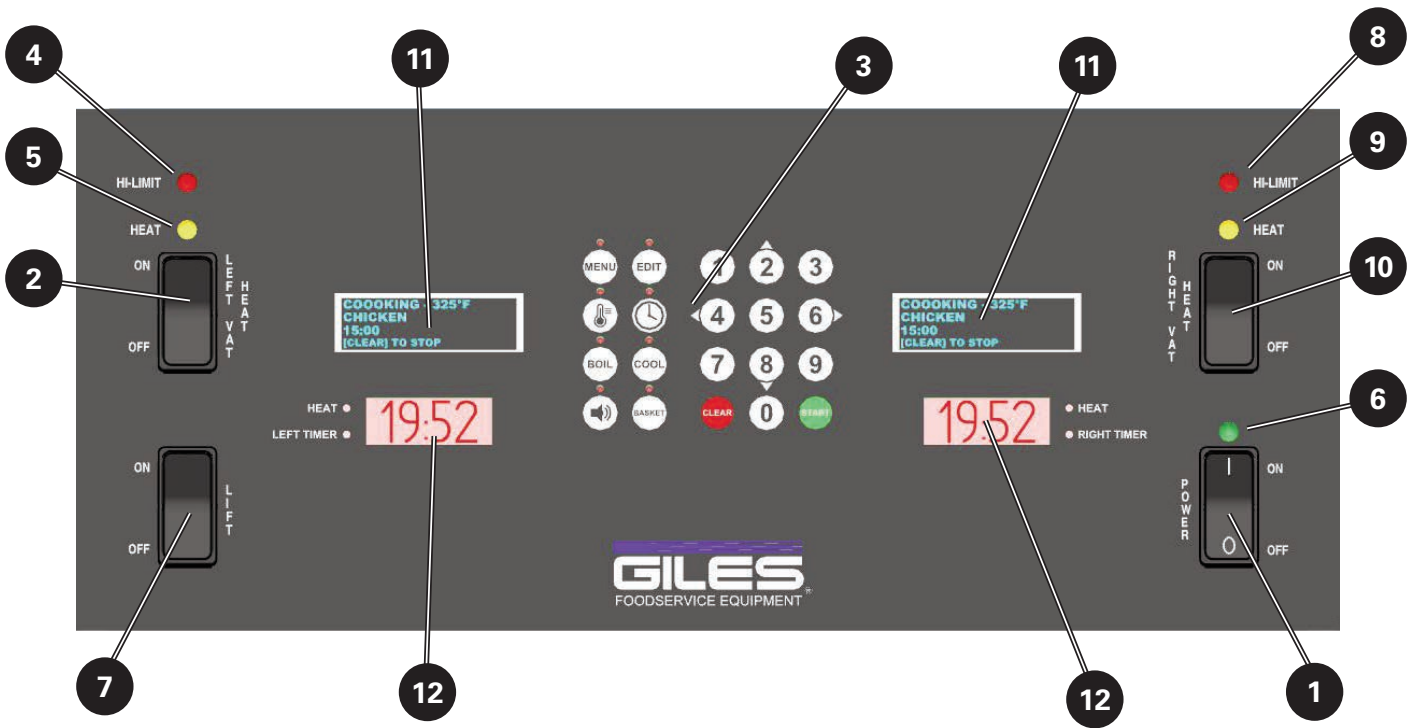 4
11
3
11
8
5
9
2
10
6
7
12
12
1
HI-LIMIT
HEAT
ON
OFF
LEFT VAT
HEAT
ON
OFF
LIFT
COOOKING - 325°F
CHICKEN
15:00
[CLEAR] TO STOP
HEAT
LEFT TIMER
19:52
MENU EDIT
BOIL COOL
BASKET
1 2 3
4 5 6
7 8 9
CLEAR 0 START
COOOKING - 325°F
CHICKEN
15:00
[CLEAR] TO STOP
19:52
HEAT
RIGHT TIMER
HI-LIMIT
HEAT
RIGHT VAT
HEAT
ON
OFF
POWER
I
O
ON
OFF
GILES®
FOODSERVICE EQUIPMENT